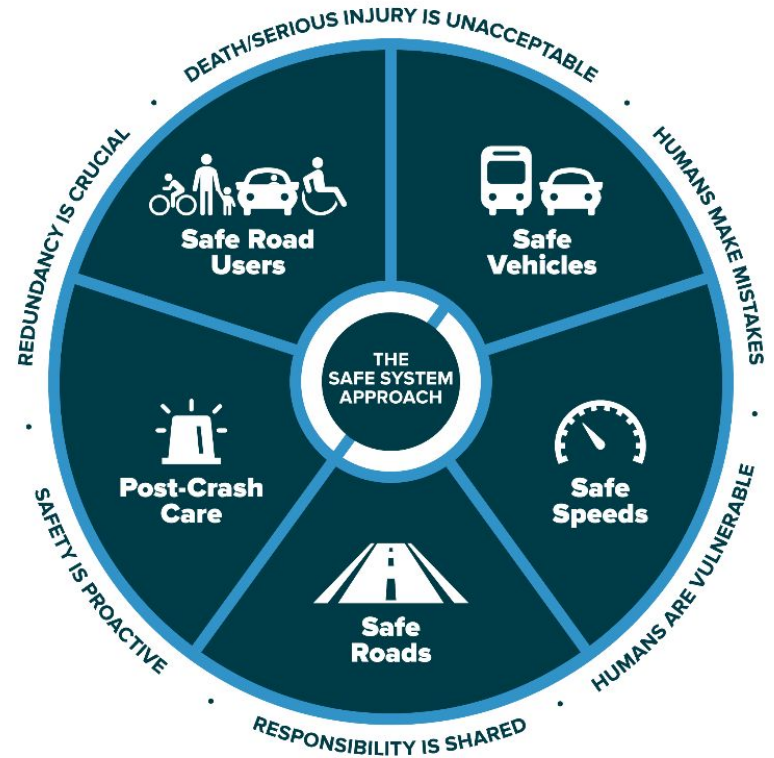 DEATH/SERIOUS INJURY IS UNACCEPTABLE
HUMANS MAKE MISTAKES
HUMANS ARE VULNERABLE
RESPONSIBILITY IS SHARED
SAFETY IS PROACTIVE
REDUNDANCY IS CRUCIAL
Safe Road
Users
Safe
Vehicles
THE
SAFE SYSTEM
APPROACH
Post-Crash
Care
Safe
Speeds
Safe
Roads